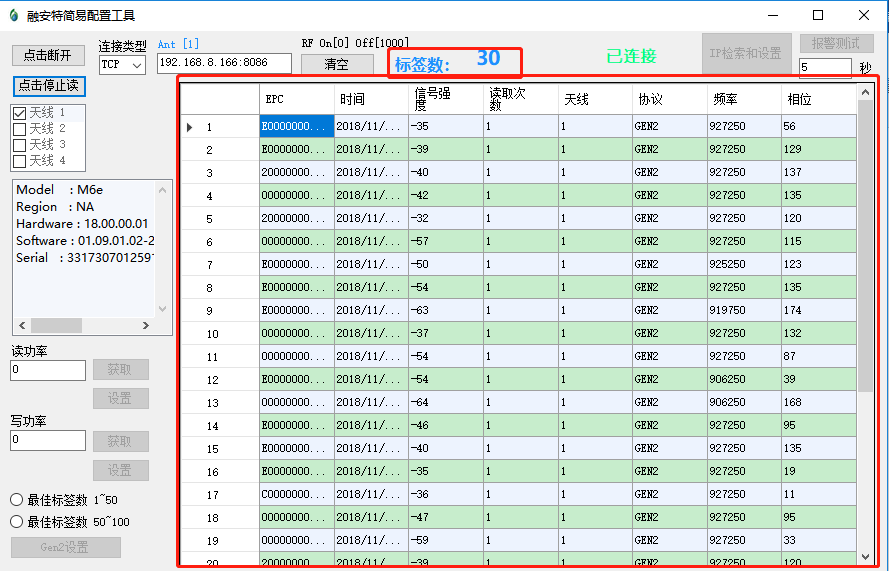 融安特简易配置工具
点击断开
连接类型
TCP
Ant [1]
192.168.8.166:8086
RF On[0] Off[1000]
清空
标签数: 30
已连接
IP检索和设置
报警测试
5 秒
点击停止读
天线 1
天线 2
天线 3
天线 4
Model : M6e
Region : NA
Hardware : 18.00.00.01
Software : 01.09.01.02-2
Serial : 331730701259
读功率
0
获取
设置
写功率
0
获取
设置
最佳标签数 1~50
最佳标签数 50~100
Gen2设置
EPC 时间 信号强度 读取次数 天线 协议 频率 相位
1 E0000000... 2018/11/... -35 1 1 GEN2 927250 56
2 E0000000... 2018/11/... -39 1 1 GEN2 927250 129
3 20000000... 2018/11/... -40 1 1 GEN2 927250 137
4 00000000... 2018/11/... -42 1 1 GEN2 927250 135
5 20000000... 2018/11/... -32 1 1 GEN2 927250 120
6 00000000... 2018/11/... -57 1 1 GEN2 927250 115
7 E0000000... 2018/11/... -50 1 1 GEN2 925250 123
8 E0000000... 2018/11/... -54 1 1 GEN2 927250 135
9 E0000000... 2018/11/... -63 1 1 GEN2 919750 174
10 00000000... 2018/11/... -37 1 1 GEN2 927250 132
11 00000000... 2018/11/... -54 1 1 GEN2 927250 87
12 E0000000... 2018/11/... -54 1 1 GEN2 906250 39
13 00000000... 2018/11/... -64 1 1 GEN2 906250 168
14 E0000000... 2018/11/... -46 1 1 GEN2 927250 95
15 E0000000... 2018/11/... -40 1 1 GEN2 927250 135
16 E0000000... 2018/11/... -35 1 1 GEN2 927250 19
17 C0000000... 2018/11/... -36 1 1 GEN2 927250 11
18 00000000... 2018/11/... -47 1 1 GEN2 927250 95
19 00000000... 2018/11/... -59 1 1 GEN2 927250 33
20 20000000... 2018/11/... -39 1 1 GEN2 927250 120